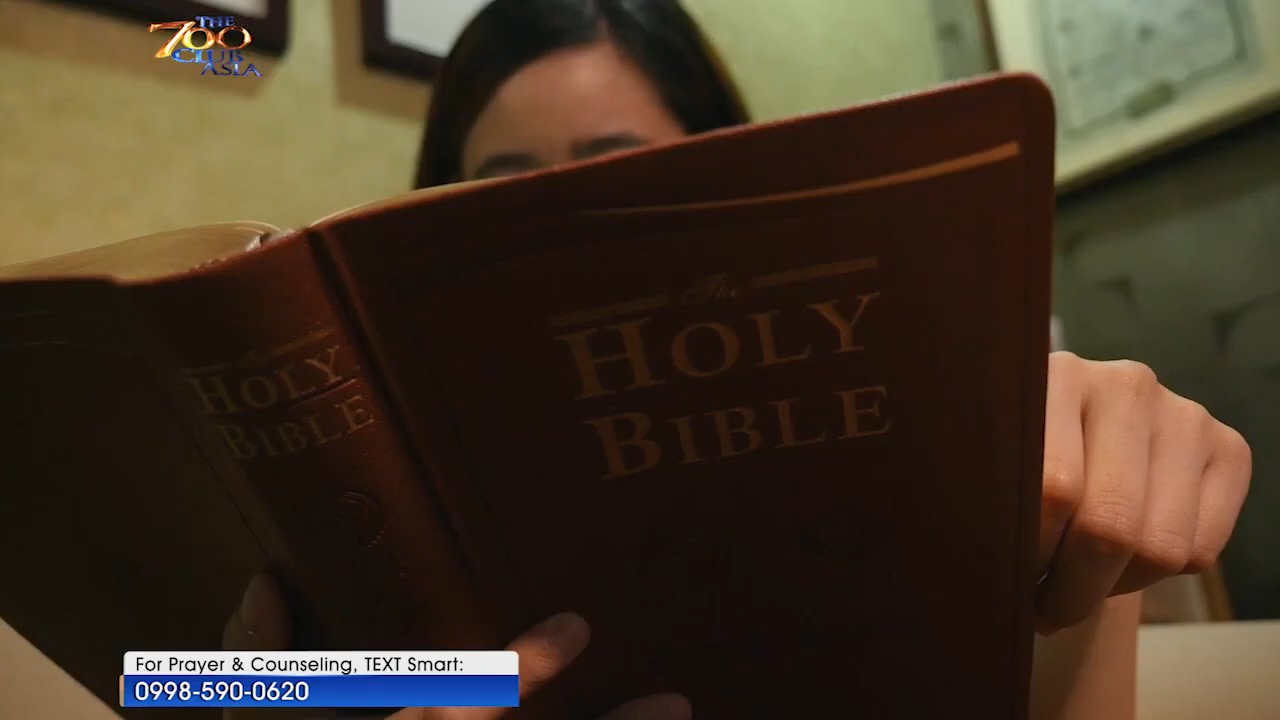 THE
700
CLUB
ASIA
The
HOLY
BIBLE
HOLY
BIBLE
For Prayer & Counseling, TEXT Smart:
0998-590-0620